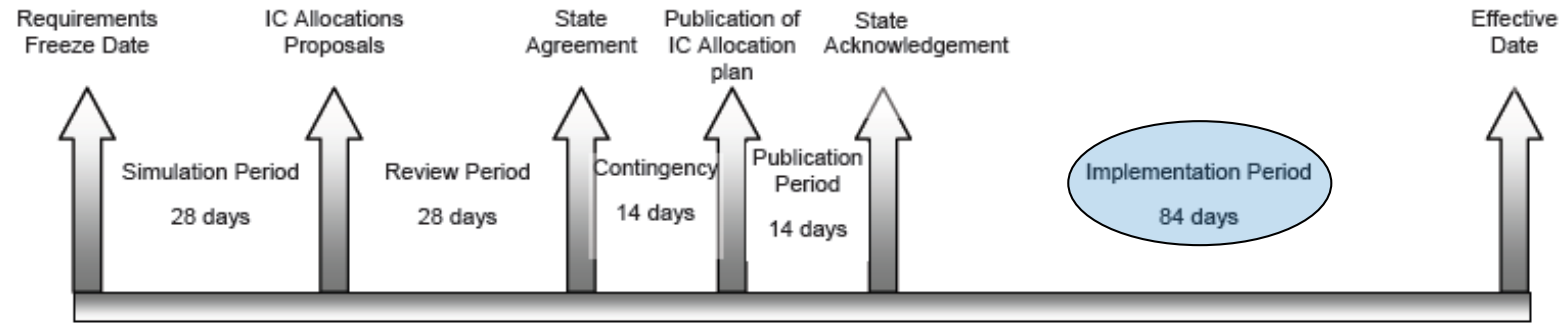 Requirements
Freeze Date
IC Allocations
Proposals
State
Agreement
Publication of
IC Allocation
plan
State
Acknowledgement
Effective
Date
Simulation Period
28 days
Review Period
28 days
Contingency
14 days
Publication
Period
14 days
Implementation Period
84 days